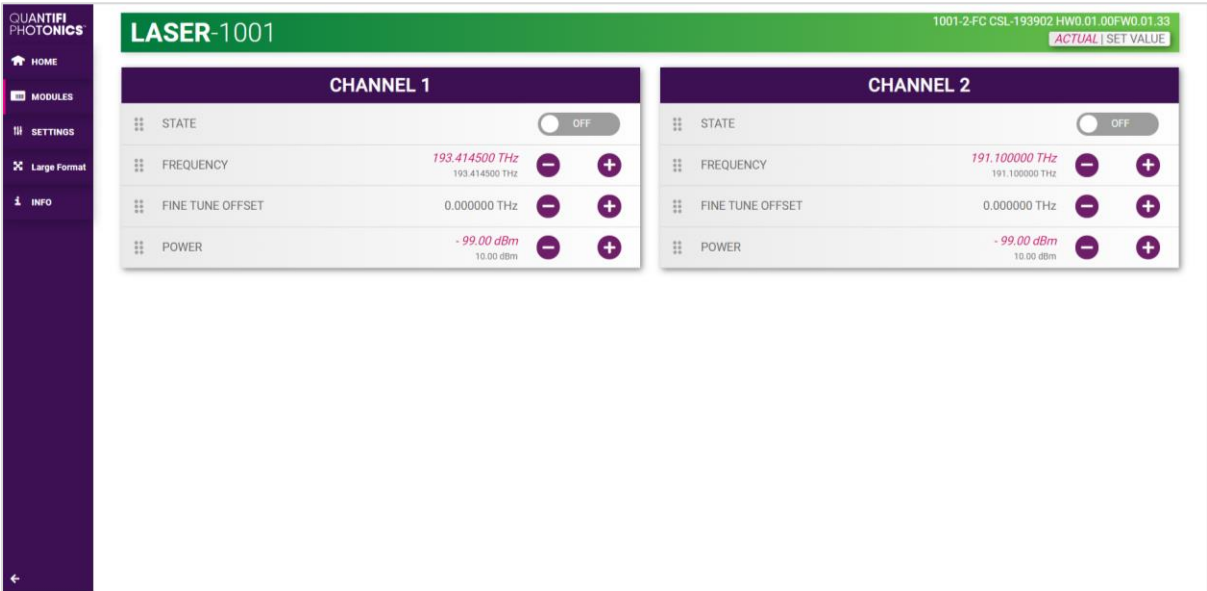 QUANTIFI
PHOTONICS™
HOME
MODULES
SETTINGS
Large Format
INFO
LASER-1001
1001-2-FC CSL-193902 HW0.01.00FW0.01.33
ACTUAL | SET VALUE
CHANNEL 1
STATE
OFF
FREQUENCY
193.414500 THz
193.414500 THz
FINE TUNE OFFSET
0.000000 THz
POWER
- 99.00 dBm
10.00 dBm
CHANNEL 2
STATE
OFF
FREQUENCY
191.100000 THz
191.100000 THz
FINE TUNE OFFSET
0.000000 THz
POWER
- 99.00 dBm
10.00 dBm